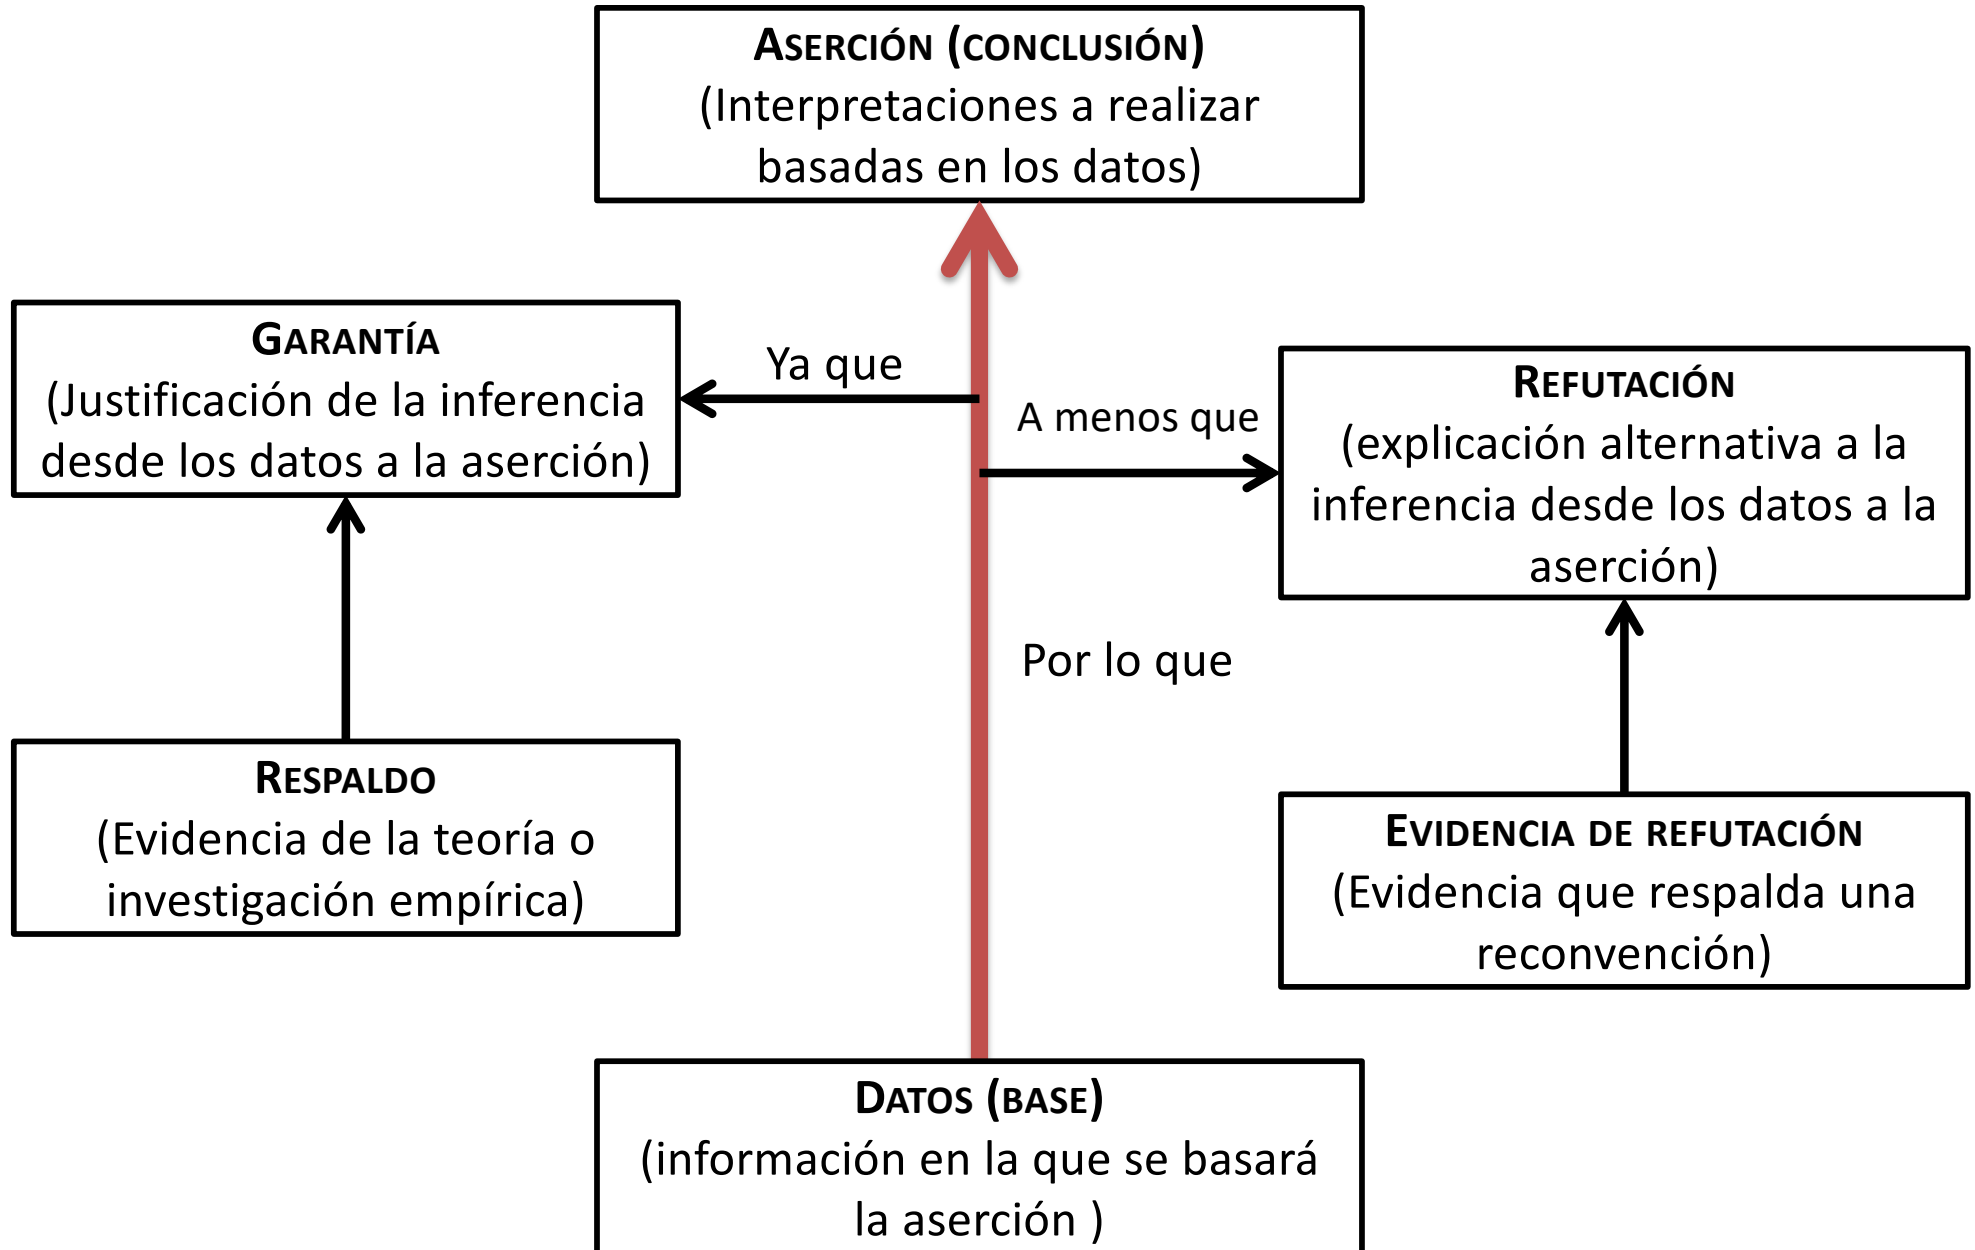 ASERCIÓN (CONCLUSIÓN)
(Interpretaciones a realizar
basadas en los datos)
GARANTÍA
(Justificación de la inferencia
desde los datos a la aserción)
Ya que
A menos que
REFUTACIÓN
(explicación alternativa a la
inferencia desde los datos a la
aserción)
Por lo que
RESPALDO
(Evidencia de la teoría o
investigación empírica)
EVIDENCIA DE REFUTACIÓN
(Evidencia que respalda una
reconvención)
DATOS (BASE)
(información en la que se basará
la aserción )